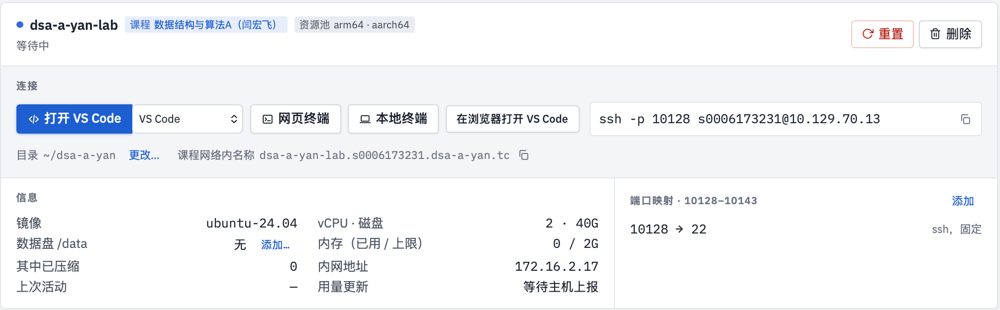 dsa-a-yan-lab 课程 数据结构与算法A（闫宏飞） 资源池 arm64 · aarch64
等待中
重置 删除
连接
打开 VS Code VS Code 网页终端 本地终端 在浏览器打开 VS Code ssh -p 10128 s0006173231@10.129.70.13
目录 ~/dsa-a-yan 更改... 课程网络内名称 dsa-a-yan-lab.s0006173231.dsa-a-yan.tc
信息
镜像 ubuntu-24.04 vCPU · 磁盘 2 · 40G
数据盘 /data 无 添加... 内存（已用 / 上限） 0 / 2G
其中已压缩 0 内网地址 172.16.2.17
上次活动 — 用量更新 等待主机上报
端口映射 · 10128–10143 添加
10128 → 22 ssh，固定